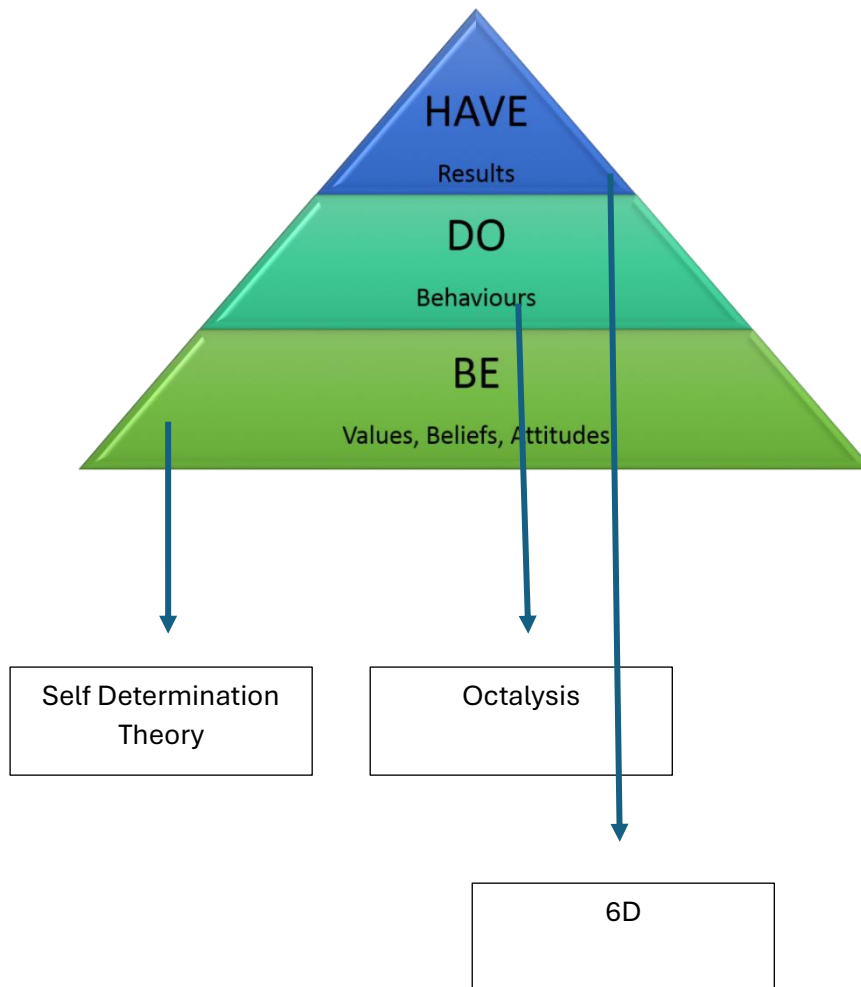 HAVE
Results
DO
Behaviours
BE
Values, Beliefs, Attitudes
Self Determination
Theory
Octalysis
6D